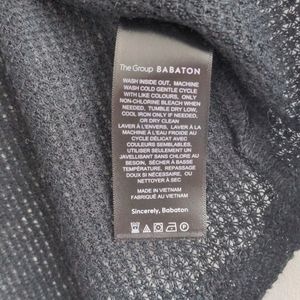 The Group BABATON
WASH INSIDE OUT, MACHINE
WASH COLD GENTLE CYCLE
WITH LIKE COLOURS, ONLY
NON-CHLORINE BLEACH WHEN
NEEDED, TUMBLE DRY LOW.
COOL IRON ONLY IF NEEDED,
OR DRY CLEAN
LAVER À L'ENVERS, LAVER À LA
MACHINE À L'EAU FROIDE AU
CYCLE DÉLICAT AVEC
COULEURS SEMBLABLES,
UTILISER SEULEMENT UN
JAVELLISANT SANS CHLORE AU
BESOIN, SÉCHER À BASSE
TEMPÉRATURE, REPASSAGE
DOUX SI NÉCESSAIRE, OU
NETTOYER À SEC
MADE IN VIETNAM
FABRIQUÉ AU VIETNAM
Sincerely, Babaton